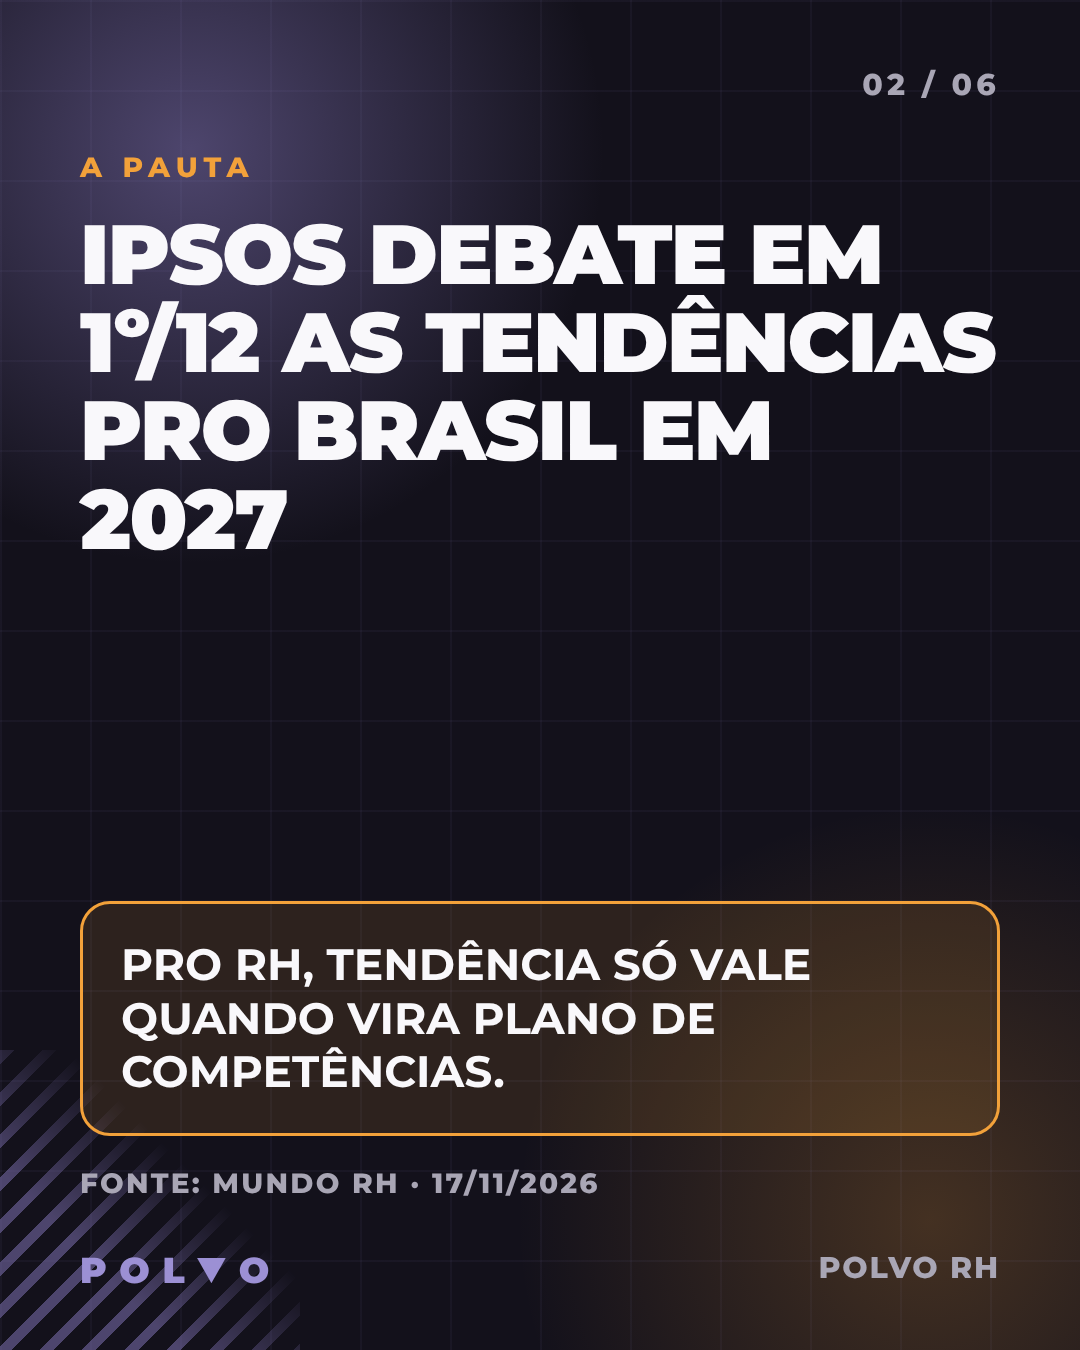 02 / 06
A PAUTA
IPSOS DEBATE EM
1º/12 AS TENDÊNCIAS
PRO BRASIL EM
2027
PRO RH, TENDÊNCIA SÓ VALE
QUANDO VIRA PLANO DE
COMPETÊNCIAS.
FONTE: MUNDO RH · 17/11/2026
POLVO
POLVO RH